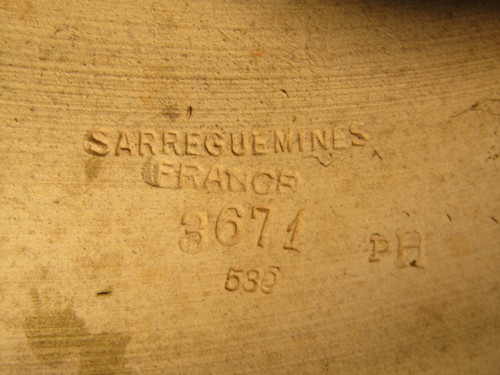 SARREGUEMINES
FRANCE
3671
PH
539